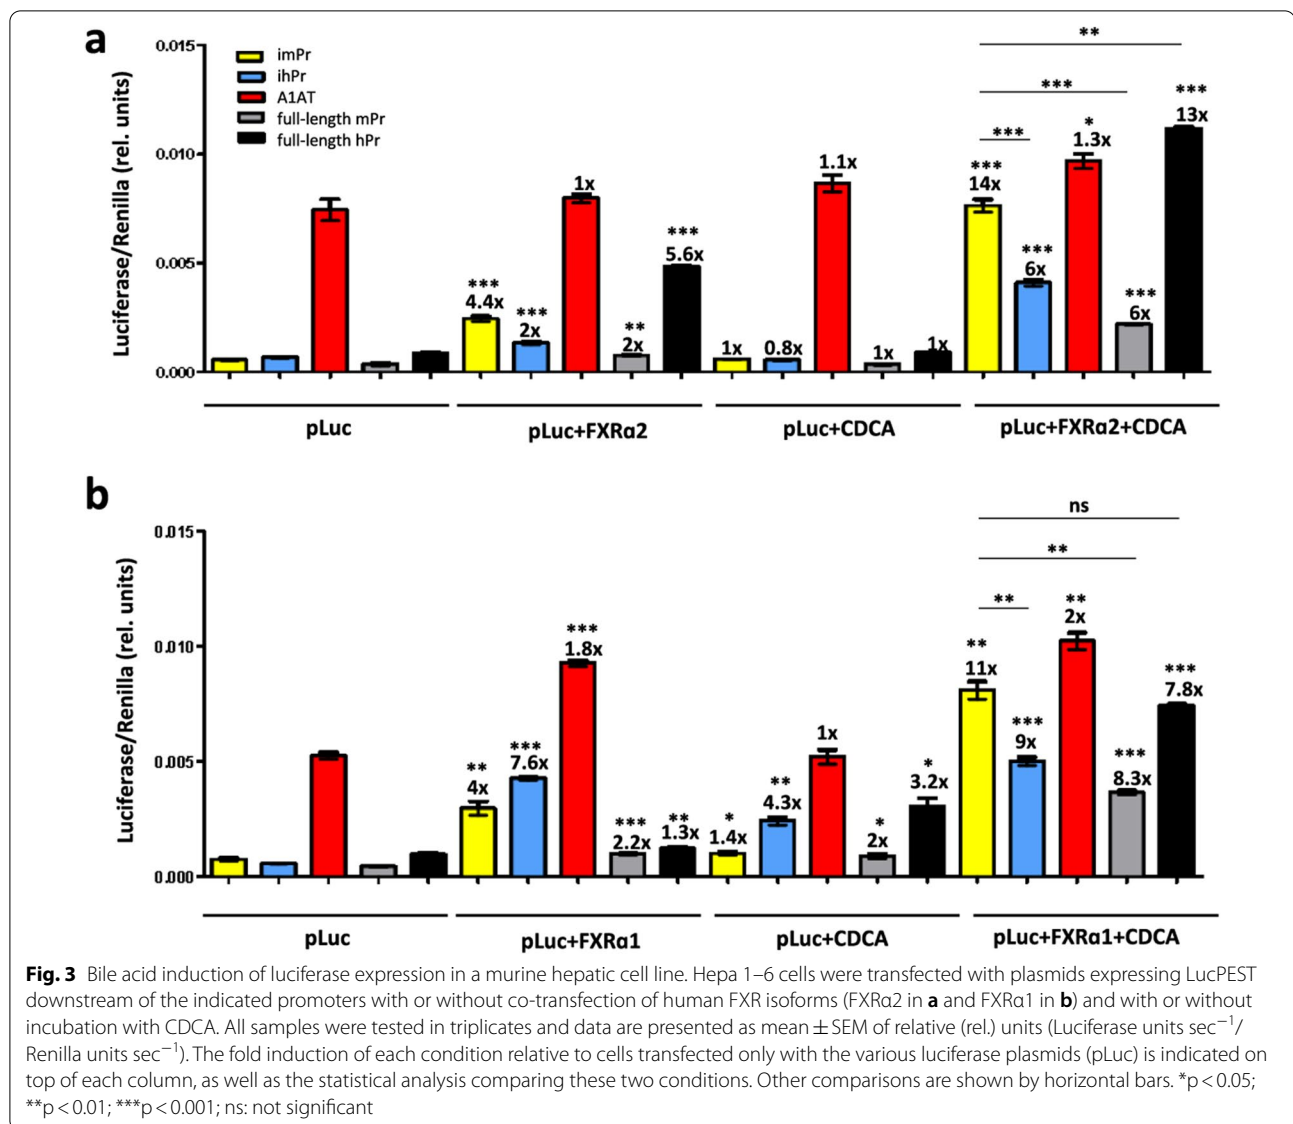 a
Luciferase/Renilla (rel. units)
0.015
0.010
0.005
0.000
imPr
ihPr
A1AT
full-length mPr
full-length hPr
***
4.4x
***
2x
1x
**
2x
***
5.6x
1x
0.8x
1.1x
1x
1x
**
***
***
***
14x
***
6x
*
1.3x
***
6x
***
13x
pLuc
pLuc+FXRα2
pLuc+CDCA
pLuc+FXRα2+CDCA
b
Luciferase/Renilla (rel. units)
0.015
0.010
0.005
0.000
**
4x
***
7.6x
***
1.8x
***
2.2x
**
1.3x
*
1.4x
**
4.3x
1x
*
2x
*
3.2x
ns
**
**
**
11x
***
9x
**
2x
***
8.3x
***
7.8x
pLuc
pLuc+FXRα1
pLuc+CDCA
pLuc+FXRα1+CDCA
Fig. 3 Bile acid induction of luciferase expression in a murine hepatic cell line. Hepa 1–6 cells were transfected with plasmids expressing LucPEST
downstream of the indicated promoters with or without co-transfection of human FXR isoforms (FXRα2 in a and FXRα1 in b) and with or without
incubation with CDCA. All samples were tested in triplicates and data are presented as mean ± SEM of relative (rel.) units (Luciferase units sec⁻¹/
Renilla units sec⁻¹). The fold induction of each condition relative to cells transfected only with the various luciferase plasmids (pLuc) is indicated on
top of each column, as well as the statistical analysis comparing these two conditions. Other comparisons are shown by horizontal bars. *p < 0.05;
**p < 0.01; ***p < 0.001; ns: not significant